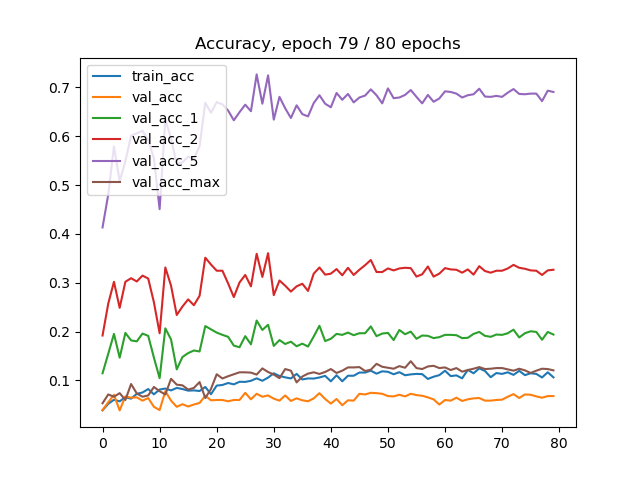 Accuracy, epoch 79 / 80 epochs
train_acc
val_acc
val_acc_1
val_acc_2
val_acc_5
val_acc_max
0.7
0.6
0.5
0.4
0.3
0.2
0.1
0 10 20 30 40 50 60 70 80